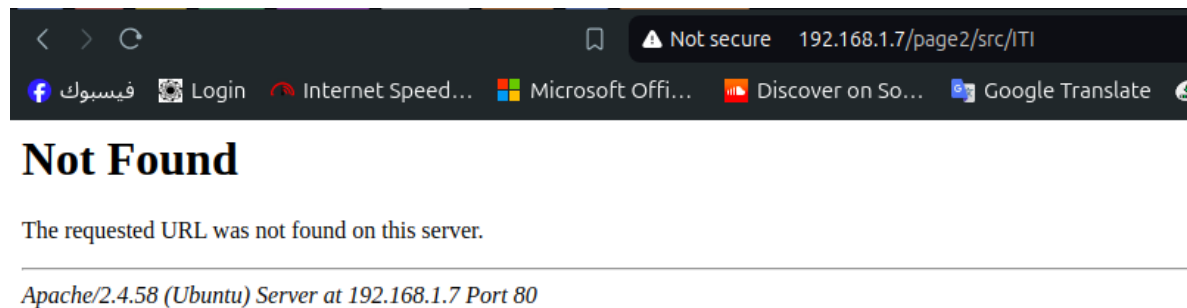 Not secure 192.168.1.7/page2/src/ITI
فيسبوك Login Internet Speed... Microsoft Offi... Discover on So... Google Translate
Not Found
The requested URL was not found on this server.
Apache/2.4.58 (Ubuntu) Server at 192.168.1.7 Port 80